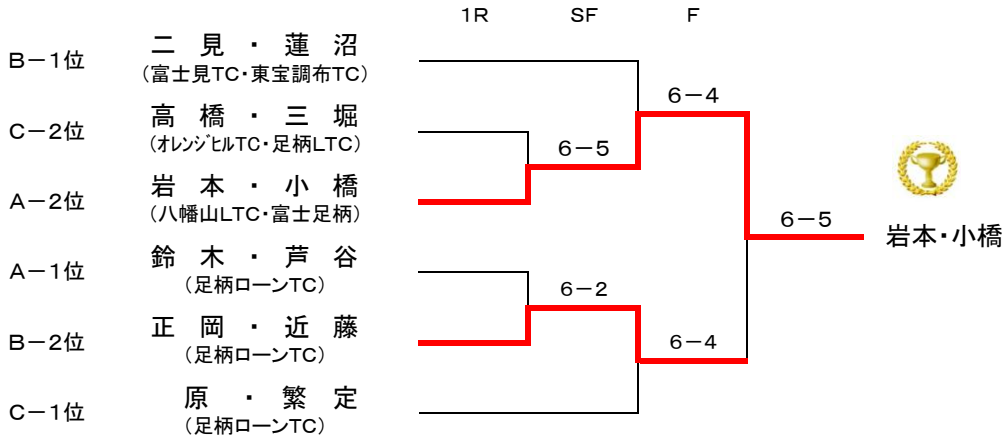 1R SF F
B－1位 二 見 ・ 蓮 沼
(富士見TC・東宝調布TC)
6－4
C－2位 高 橋 ・ 三 堀
(オレンジヒルTC・足柄LTC)
6－5
A－2位 岩 本 ・ 小 橋
(八幡山LTC・富士足柄)
6－5
岩本・小橋
A－1位 鈴 木 ・ 芦 谷
(足柄ローンTC)
6－2
B－2位 正 岡 ・ 近 藤
(足柄ローンTC)
6－4
C－1位 原 ・ 繁 定
(足柄ローンTC)